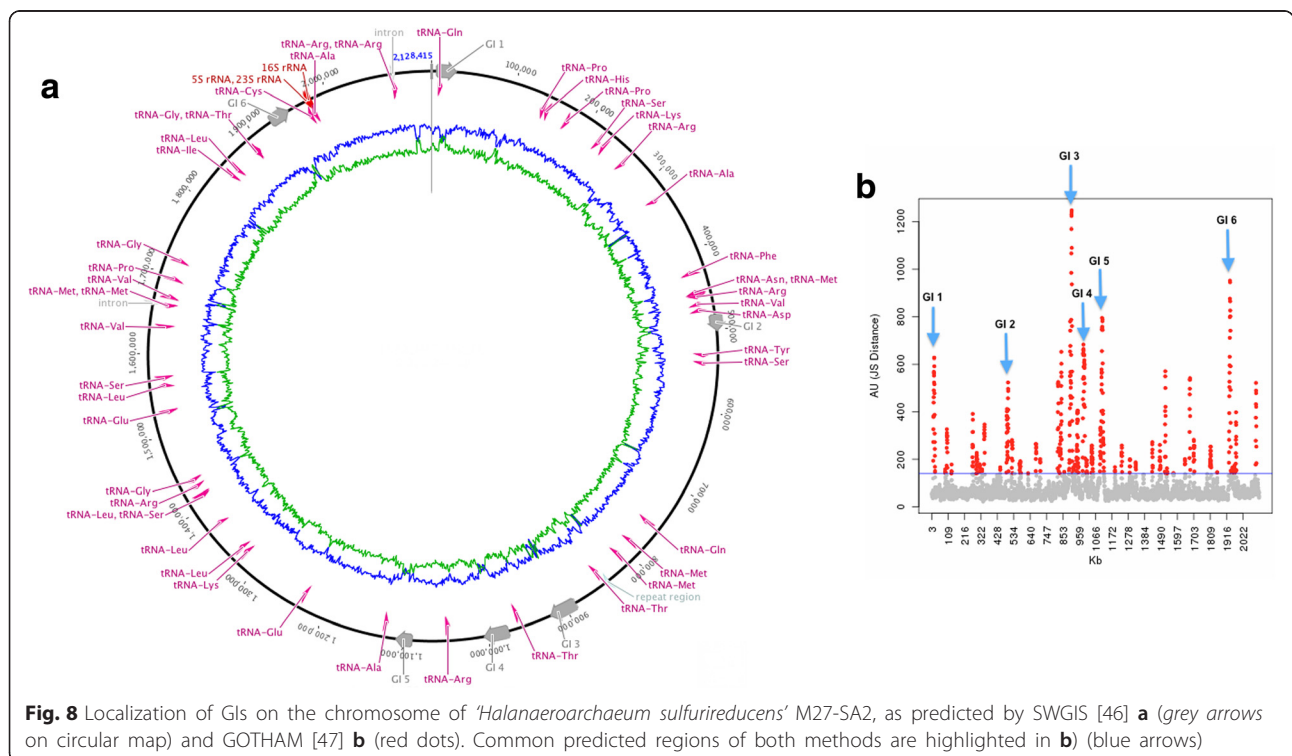 a
tRNA-Arg, tRNA-Arg
tRNA-Ala
16S rRNA
5S rRNA, 23S rRNA
tRNA-Cys
GI 6
tRNA-Gly, tRNA-Thr
tRNA-Leu
tRNA-Ile
tRNA-Gly
tRNA-Pro
tRNA-Val
tRNA-Met, tRNA-Met
intron
tRNA-Val
tRNA-Ser
tRNA-Leu
tRNA-Glu
tRNA-Gly
tRNA-Arg
tRNA-Leu, tRNA-Ser
tRNA-Leu
tRNA-Leu
tRNA-Lys
tRNA-Glu
tRNA-Ala
GI 5
tRNA-Arg
GI 4
tRNA-Thr
GI 3
tRNA-Thr
repeat region
tRNA-Met
tRNA-Met
tRNA-Gln
tRNA-Ser
tRNA-Tyr
GI 2
tRNA-Asp
tRNA-Val
tRNA-Arg
tRNA-Asn, tRNA-Met
tRNA-Phe
tRNA-Ala
tRNA-Arg
tRNA-Lys
tRNA-Ser
tRNA-Pro
tRNA-His
tRNA-Pro
GI 1
tRNA-Gln
intron
2,128,415
100,000
200,000
300,000
400,000
500,000
600,000
700,000
800,000
900,000
1,000,000
1,100,000
1,200,000
1,300,000
1,400,000
1,500,000
1,600,000
1,700,000
1,800,000
1,900,000
2,000,000
b
GI 3
GI 5
GI 6
GI 1
GI 2
GI 4
AU (JS Distance)
1200
1000
800
600
400
200
0
3 109 216 322 428 534 640 747 853 959 1066 1172 1278 1384 1490 1597 1703 1809 1916 2022
Kb
Fig. 8 Localization of GIs on the chromosome of 'Halanaeroarchaeum sulfurireducens' M27-SA2, as predicted by SWGIS [46] a (grey arrows
on circular map) and GOTHAM [47] b (red dots). Common predicted regions of both methods are highlighted in b) (blue arrows)